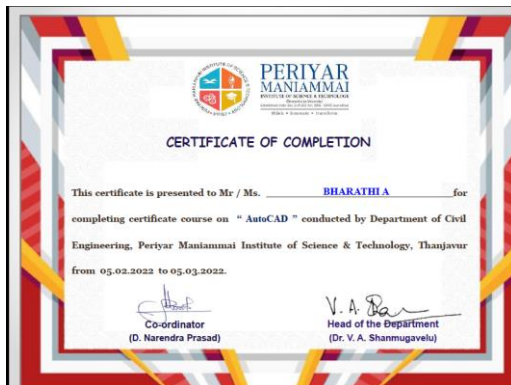 PERIYAR
MANIAMMAI
INSTITUTE OF SCIENCE & TECHNOLOGY
CERTIFICATE OF COMPLETION
This certificate is presented to Mr / Ms. BHARATHI A for
completing certificate course on “ AutoCAD ” conducted by Department of Civil
Engineering, Periyar Maniammai Institute of Science & Technology, Thanjavur
from 05.02.2022 to 05.03.2022.
V. A.
Co-ordinator
Head of the Department
(D. Narendra Prasad)
(Dr. V. A. Shanmugavelu)